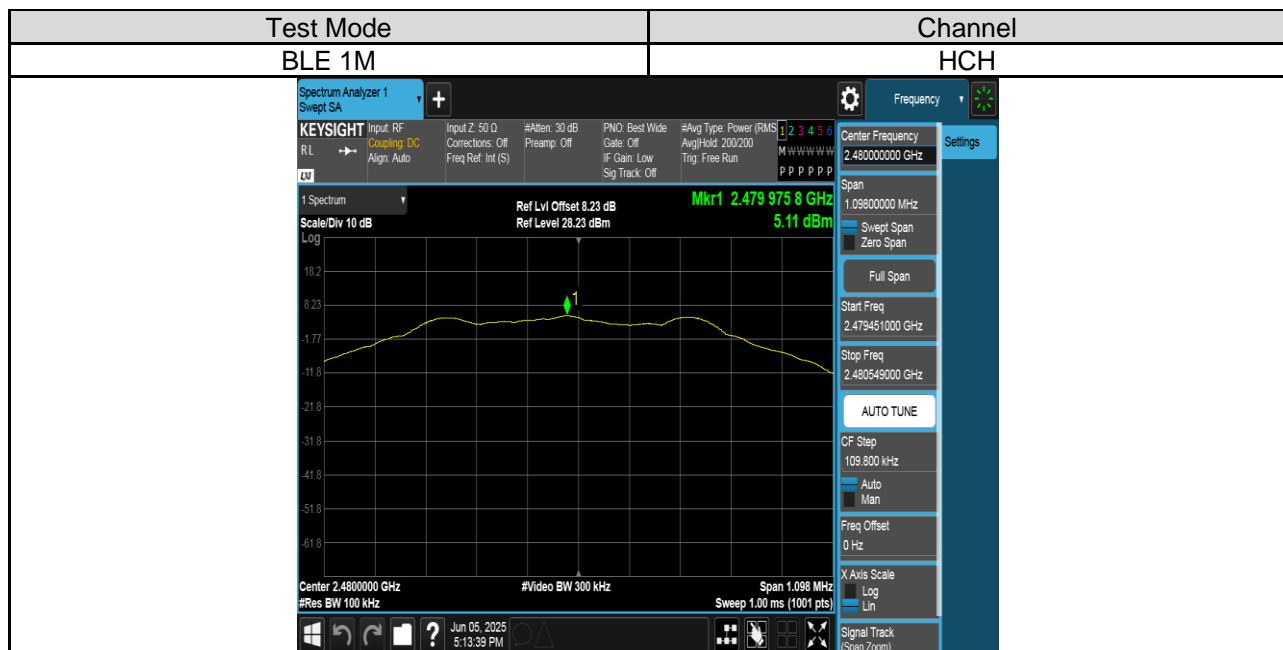 Test Mode Channel
BLE 1M HCH
Spectrum Analyzer 1
Swept SA
+
Frequency
KEYSIGHT
RL
LXI
Input: RF
Coupling: DC
Align: Auto
Input Z: 50 Ω
Corrections: Off
Freq Ref: Int (S)
#Atten: 30 dB
Preamp: Off
PNO: Best Wide
Gate: Off
IF Gain: Low
Sig Track: Off
#Avg Type: Power (RMS
Avg|Hold: 200/200
Trig: Free Run
1 2 3 4 5 6
M W W W W W
P P P P P P
1 Spectrum
Scale/Div 10 dB
Log
Ref Lvl Offset 8.23 dB
Ref Level 28.23 dBm
Mkr1 2.479 975 8 GHz
5.11 dBm
1
18.2
8.23
-1.77
-11.8
-21.8
-31.8
-41.8
-51.8
-61.8
Center 2.4800000 GHz
#Res BW 100 kHz
#Video BW 300 kHz
Span 1.098 MHz
Sweep 1.00 ms (1001 pts)
?
Jun 05, 2025
5:13:39 PM
Center Frequency
2.480000000 GHz
Settings
Span
1.09800000 MHz
Swept Span
Zero Span
Full Span
Start Freq
2.479451000 GHz
Stop Freq
2.480549000 GHz
AUTO TUNE
CF Step
109.800 kHz
Auto
Man
Freq Offset
0 Hz
X Axis Scale
Log
Lin
Signal Track
(Span Zoom)